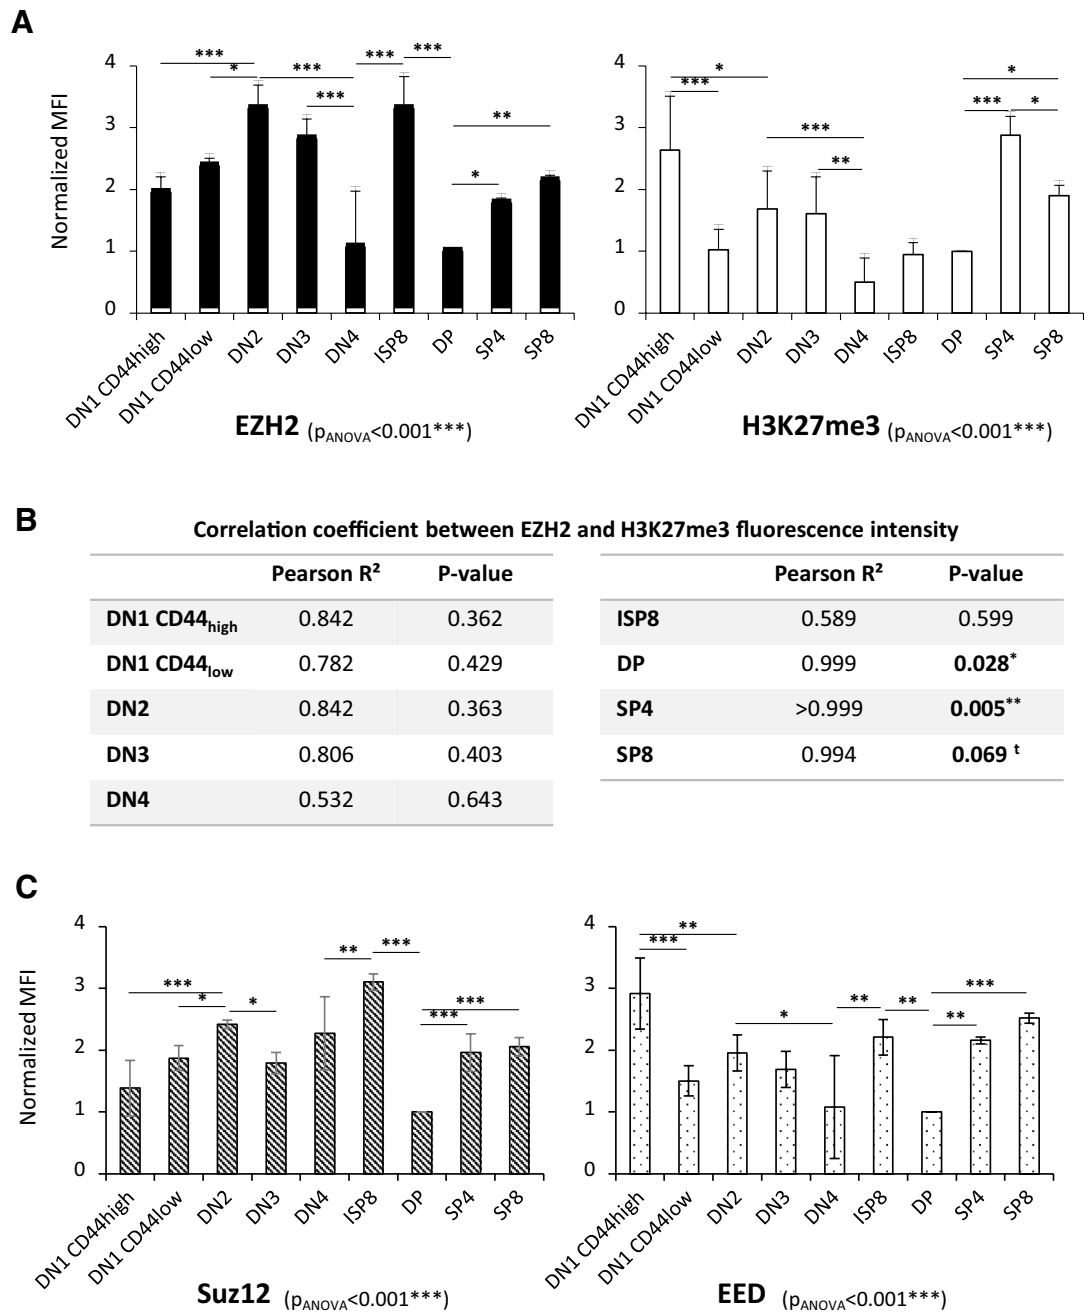 A
Normalized MFI
4
3
2
1
0
*** * *** *** *** *** * **
DN1 CD44high
DN1 CD44low
DN2
DN3
DN4
ISP8
DP
SP4
SP8
EZH2 (pANOVA<0.001***)
4
3
2
1
0
*** * *** ** *** * *
DN1 CD44high
DN1 CD44low
DN2
DN3
DN4
ISP8
DP
SP4
SP8
H3K27me3 (pANOVA<0.001***)
B
Correlation coefficient between EZH2 and H3K27me3 fluorescence intensity
Pearson R² P-value
DN1 CD44high 0.842 0.362
DN1 CD44low 0.782 0.429
DN2 0.842 0.363
DN3 0.806 0.403
DN4 0.532 0.643
Pearson R² P-value
ISP8 0.589 0.599
DP 0.999 0.028*
SP4 >0.999 0.005**
SP8 0.994 0.069 t
C
Normalized MFI
4
3
2
1
0
*** * * ** *** *** ***
DN1 CD44high
DN1 CD44low
DN2
DN3
DN4
ISP8
DP
SP4
SP8
Suz12 (pANOVA<0.001***)
4
3
2
1
0
*** ** * ** ** ** ***
DN1 CD44high
DN1 CD44low
DN2
DN3
DN4
ISP8
DP
SP4
SP8
EED (pANOVA<0.001***)